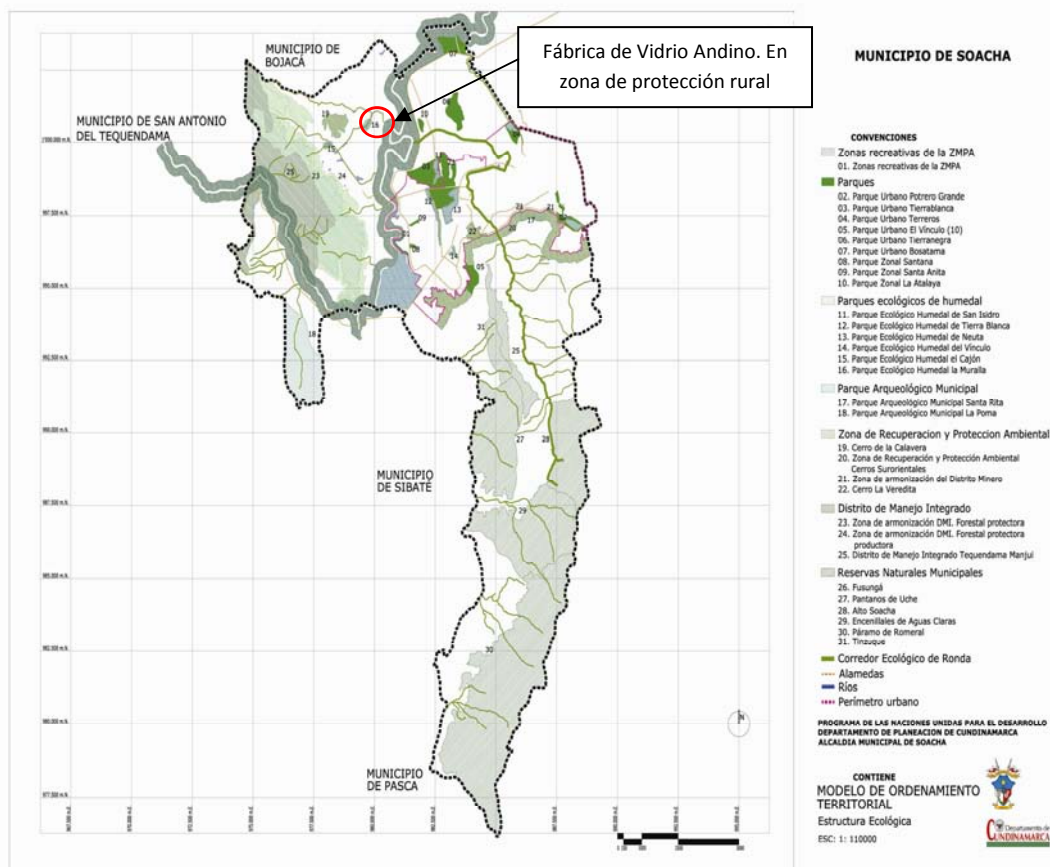 MUNICIPIO DE
BOJACÁ
MUNICIPIO DE SAN ANTONIO
DEL TEQUENDAMA
Fábrica de Vidrio Andino. En
zona de protección rural
MUNICIPIO
DE SIBATÉ
MUNICIPIO
DE PASCA
MUNICIPIO DE SOACHA
CONVENCIONES
Zonas recreativas de la ZMPA
01. Zonas recreativas de la ZMPA
Parques
02. Parque Urbano Potrero Grande
03. Parque Urbano Tierrablanca
04. Parque Urbano Terreros
05. Parque Urbano El Vínculo (10)
06. Parque Urbano Tierranegra
07. Parque Urbano Bosatama
08. Parque Zonal Santana
09. Parque Zonal Santa Anita
10. Parque Zonal La Atalaya
Parques ecológicos de humedal
11. Parque Ecológico Humedal de San Isidro
12. Parque Ecológico Humedal de Tierra Blanca
13. Parque Ecológico Humedal de Neuta
14. Parque Ecológico Humedal del Vínculo
15. Parque Ecológico Humedal el Cajón
16. Parque Ecológico Humedal la Muralla
Parque Arqueológico Municipal
17. Parque Arqueológico Municipal Santa Rita
18. Parque Arqueológico Municipal La Poma
Zona de Recuperacion y Proteccion Ambiental
19. Cerro de la Calavera
20. Zona de Recuperación y Protección Ambiental
Cerros Surorientales
21. Zona de armonización del Distrito Minero
22. Cerro La Veredita
Distrito de Manejo Integrado
23. Zona de armonización DMI. Forestal protectora
24. Zona de armonización DMI. Forestal protectora
productora
25. Distrito de Manejo Integrado Tequendama Manjui
Reservas Naturales Municipales
26. Fusungá
27. Pantanos de Uche
28. Alto Soacha
29. Encenillales de Aguas Claras
30. Páramo de Romeral
31. Tinzuque
Corredor Ecológico de Ronda
Alamedas
Ríos
Perímetro urbano
PROGRAMA DE LAS NACIONES UNIDAS PARA EL DESARROLLO
DEPARTAMENTO DE PLANEACION DE CUNDINAMARCA
ALCALDIA MUNICIPAL DE SOACHA
CONTIENE
MODELO DE ORDENAMIENTO
TERRITORIAL
Estructura Ecológica
ESC: 1: 110000
Departamento de
CUNDINAMARCA